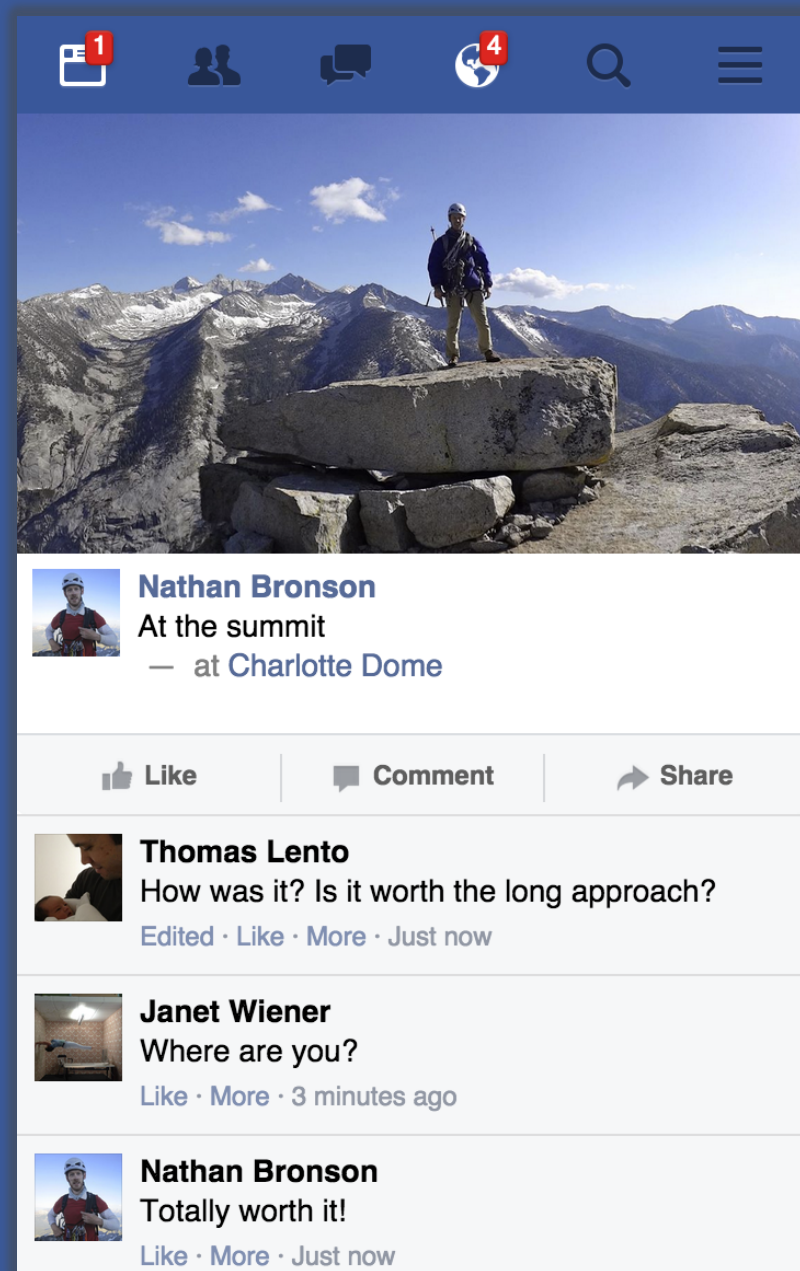 1
4
Nathan Bronson
At the summit
— at Charlotte Dome
Like
Comment
Share
Thomas Lento
How was it? Is it worth the long approach?
Edited · Like · More · Just now
Janet Wiener
Where are you?
Like · More · 3 minutes ago
Nathan Bronson
Totally worth it!
Like · More · Just now